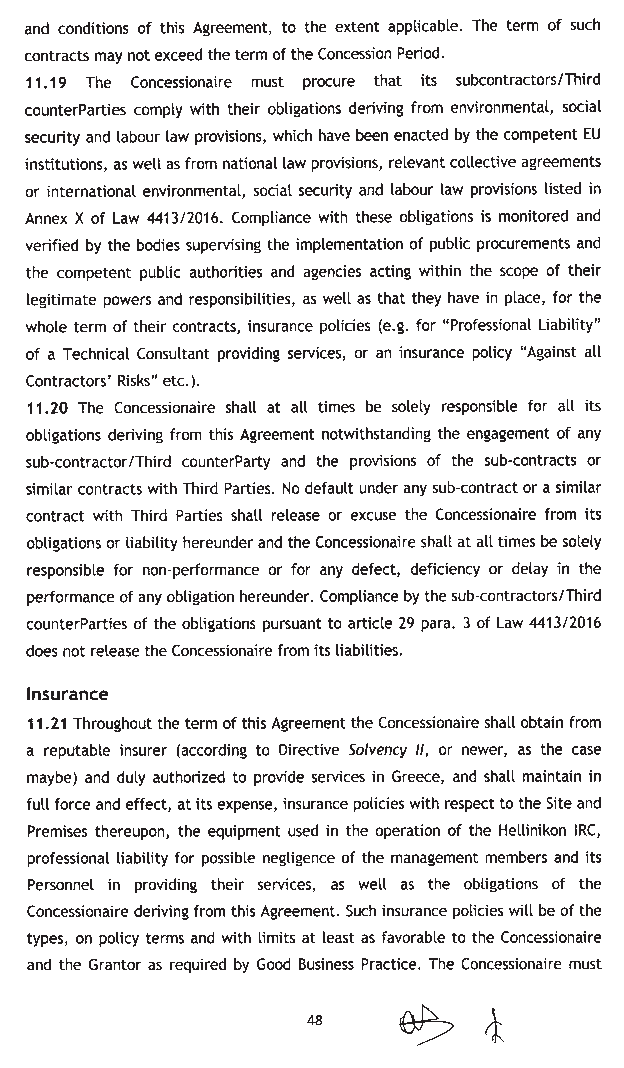 and conditions of this Agreement, to the extent applicable. The term of such
contracts may not exceed the term of the Concession Period.
11.19 The Concessionaire must procure that its subcontractors/Third
counterParties comply with their obligations deriving from environmental, social
security and labour law provisions, which have been enacted by the competent EU
institutions, as well as from national law provisions, relevant collective agreements
or international environmental, social security and labour law provisions listed in
Annex X of Law 4413/2016. Compliance with these obligations is monitored and
verified by the bodies supervising the implementation of public procurements and
the competent public authorities and agencies acting within the scope of their
legitimate powers and responsibilities, as well as that they have in place, for the
whole term of their contracts, insurance policies (e.g. for "Professional Liability"
of a Technical Consultant providing services, or an insurance policy "Against all
Contractors' Risks" etc.).
11.20 The Concessionaire shall at all times be solely responsible for all its
obligations deriving from this Agreement notwithstanding the engagement of any
sub-contractor/Third counterParty and the provisions of the sub-contracts or
similar contracts with Third Parties. No default under any sub-contract or a similar
contract with Third Parties shall release or excuse the Concessionaire from its
obligations or liability hereunder and the Concessionaire shall at all times be solely
responsible for non-performance or for any defect, deficiency or delay in the
performance of any obligation hereunder. Compliance by the sub-contractors/Third
counterParties of the obligations pursuant to article 29 para. 3 of Law 4413/2016
does not release the Concessionaire from its liabilities.
Insurance
11.21 Throughout the term of this Agreement the Concessionaire shall obtain from
a reputable insurer (according to Directive Solvency II, or newer, as the case
maybe) and duly authorized to provide services in Greece, and shall maintain in
full force and effect, at its expense, insurance policies with respect to the Site and
Premises thereupon, the equipment used in the operation of the Hellinikon IRC,
professional liability for possible negligence of the management members and its
Personnel in providing their services, as well as the obligations of the
Concessionaire deriving from this Agreement. Such insurance policies will be of the
types, on policy terms and with limits at least as favorable to the Concessionaire
and the Grantor as required by Good Business Practice. The Concessionaire must
48